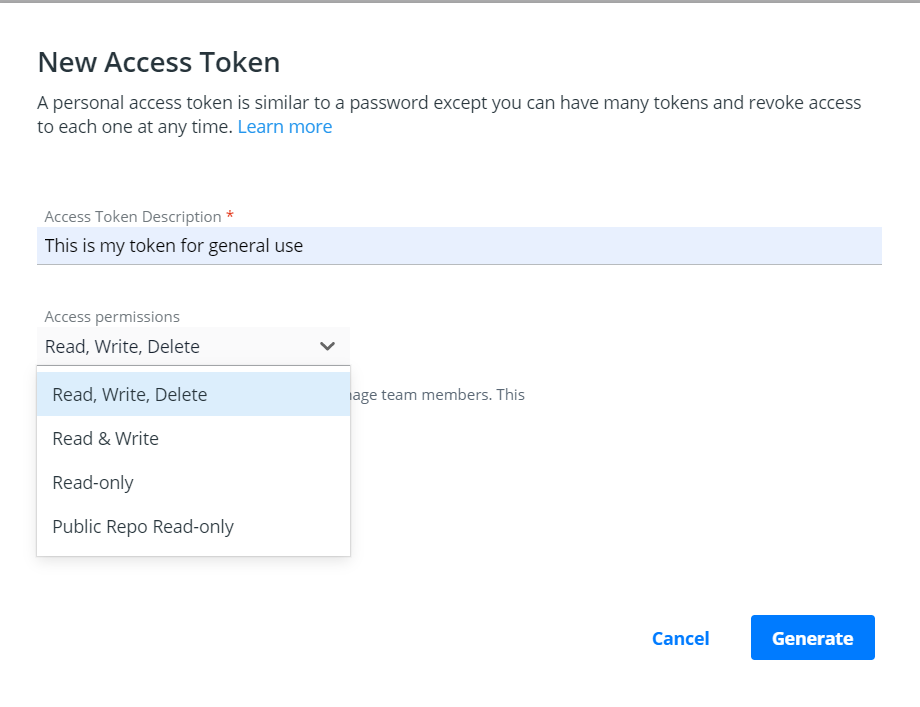 New Access Token
A personal access token is similar to a password except you can have many tokens and revoke access
to each one at any time. Learn more
Access Token Description *
This is my token for general use
Access permissions
Read, Write, Delete
Read, Write, Delete
team members. This
Read & Write
Read-only
Public Repo Read-only
Cancel
Generate